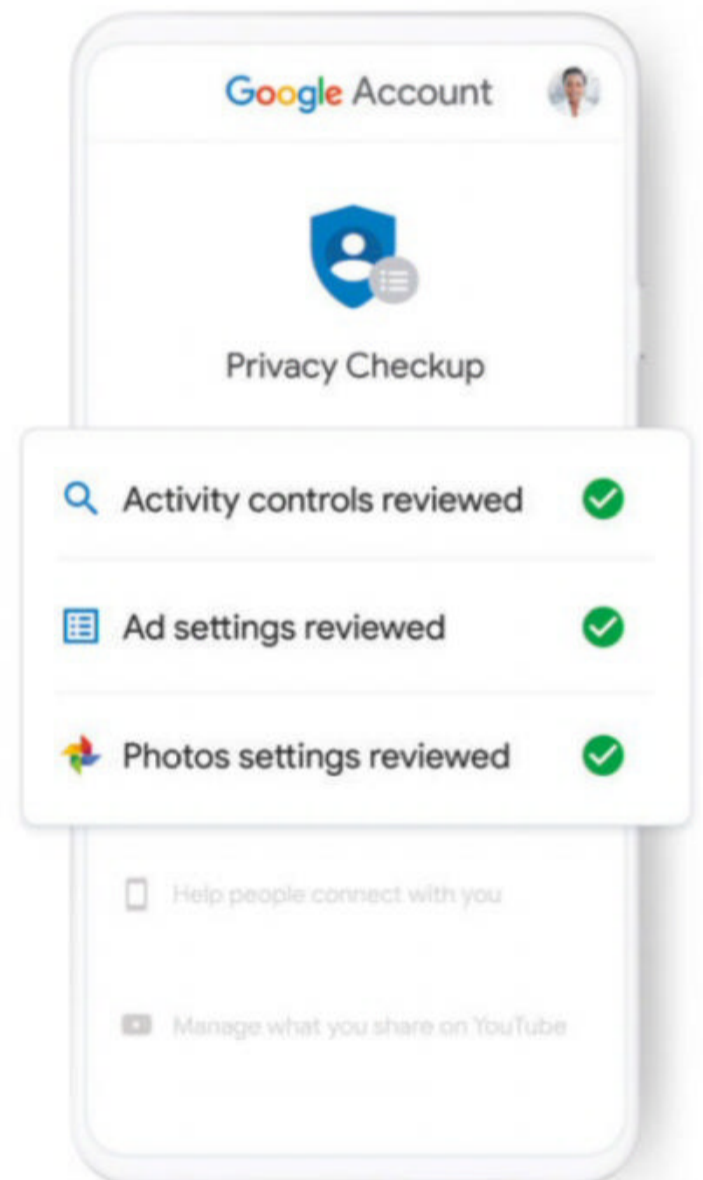 Google Account
Privacy Checkup
Activity controls reviewed
Ad settings reviewed
Photos settings reviewed
Help people connect with you
Manage what you share on YouTube